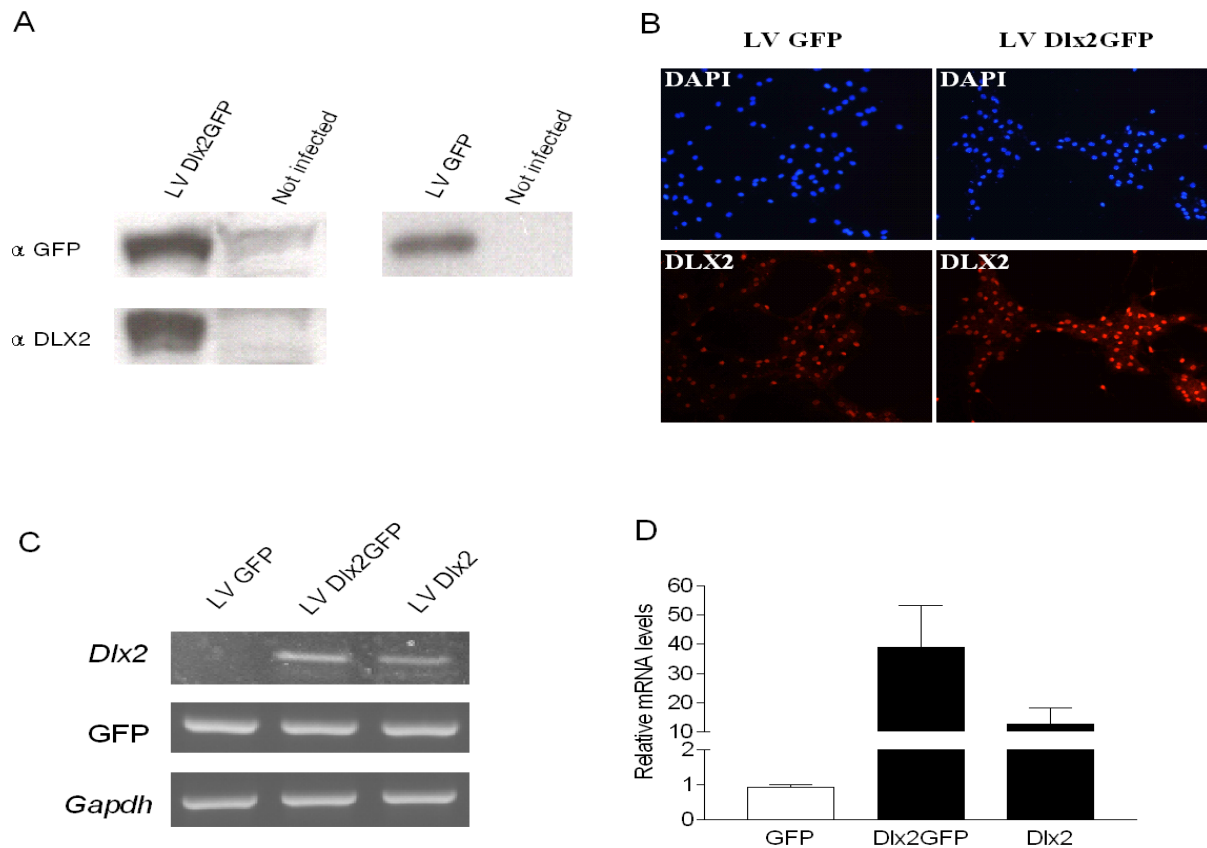 A
LV Dlx2GFP
Not infected
LV GFP
Not infected
α GFP
α DLX2
B
LV GFP
LV Dlx2GFP
DAPI
DAPI
DLX2
DLX2
C
LV GFP
LV Dlx2GFP
LV Dlx2
Dlx2
GFP
Gapdh
D
Relative mRNA levels
60
50
40
30
20
10
2
1
0
GFP
Dlx2GFP
Dlx2